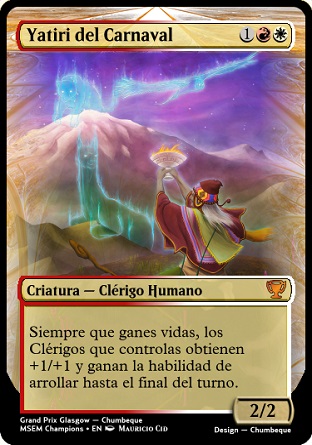 Yatiri del Carnaval 1
Criatura — Clérigo Humano
Siempre que ganes vidas, los
Clérigos que controlas obtienen
+1/+1 y ganan la habilidad de
arrollar hasta el final del turno.
2/2
Grand Prix Glasgow — Chumbeque
MSEM Champions • EN Mauricio Cid
Design — Chumbeque